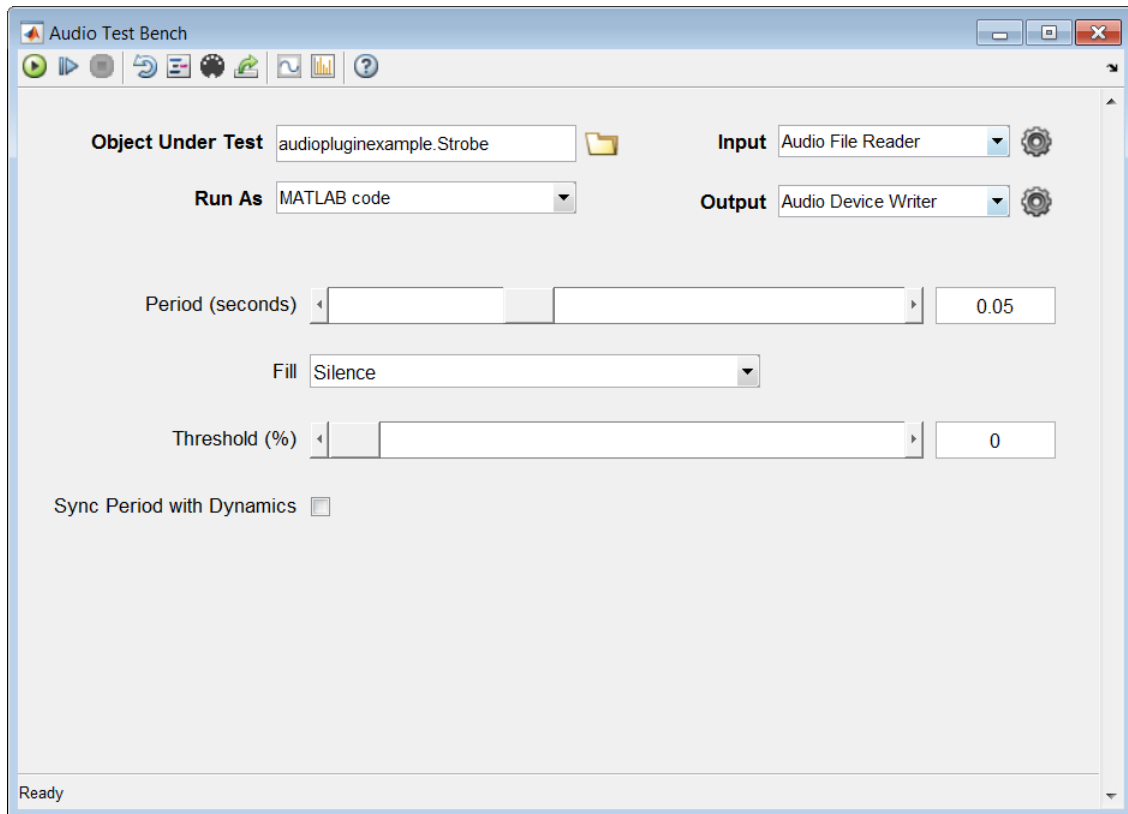 Audio Test Bench
Object Under Test audiopluginexample.Strobe Input Audio File Reader
Run As MATLAB code Output Audio Device Writer
Period (seconds) 0.05
Fill Silence
Threshold (%) 0
Sync Period with Dynamics
Ready